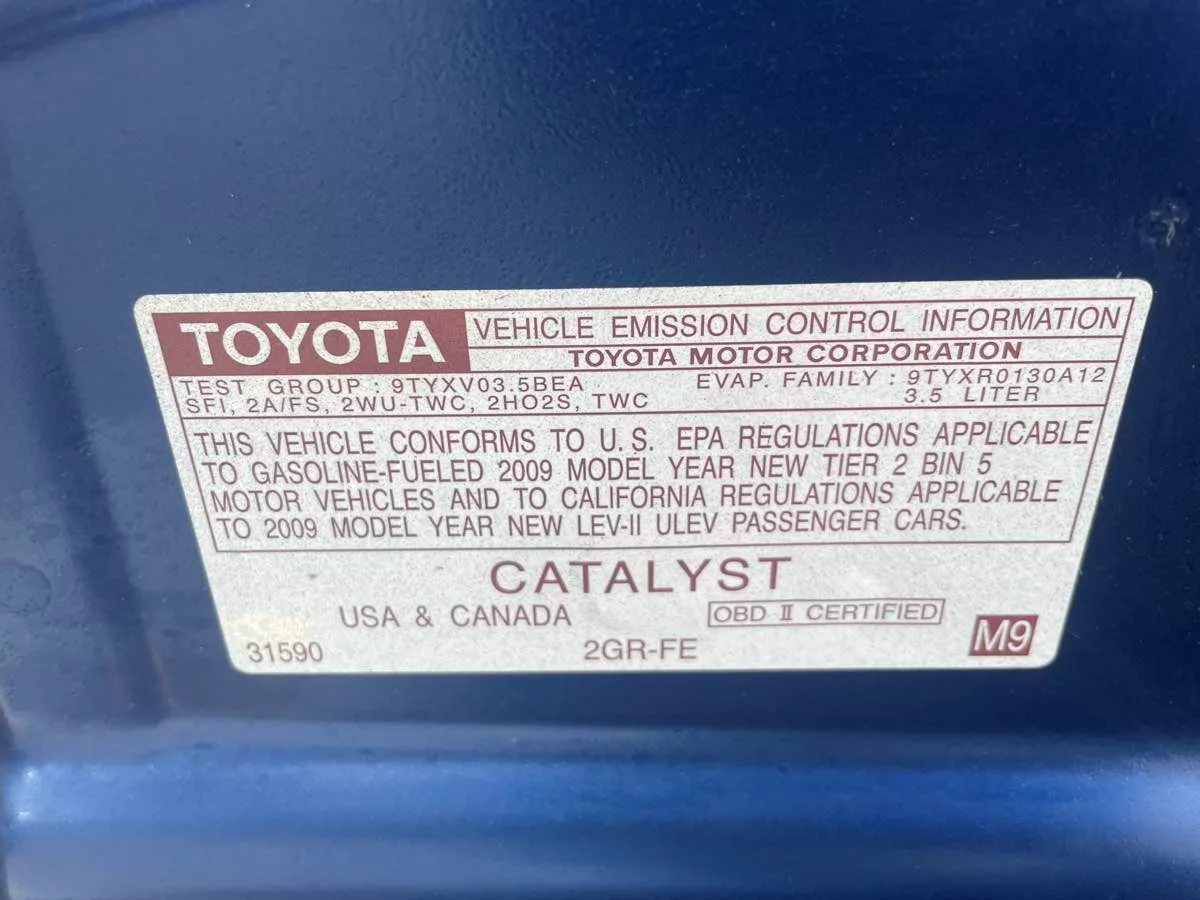 TOYOTA VEHICLE EMISSION CONTROL INFORMATION
TOYOTA MOTOR CORPORATION
TEST GROUP : 9TYXV03.5BEA EVAP. FAMILY : 9TYXR0130A12
SFI, 2A/FS, 2WU-TWC, 2HO2S, TWC 3.5 LITER
THIS VEHICLE CONFORMS TO U.S. EPA REGULATIONS APPLICABLE
TO GASOLINE-FUELED 2009 MODEL YEAR NEW TIER 2 BIN 5
MOTOR VEHICLES AND TO CALIFORNIA REGULATIONS APPLICABLE
TO 2009 MODEL YEAR NEW LEV-II ULEV PASSENGER CARS.
CATALYST
USA & CANADA OBD II CERTIFIED
31590 2GR-FE M9